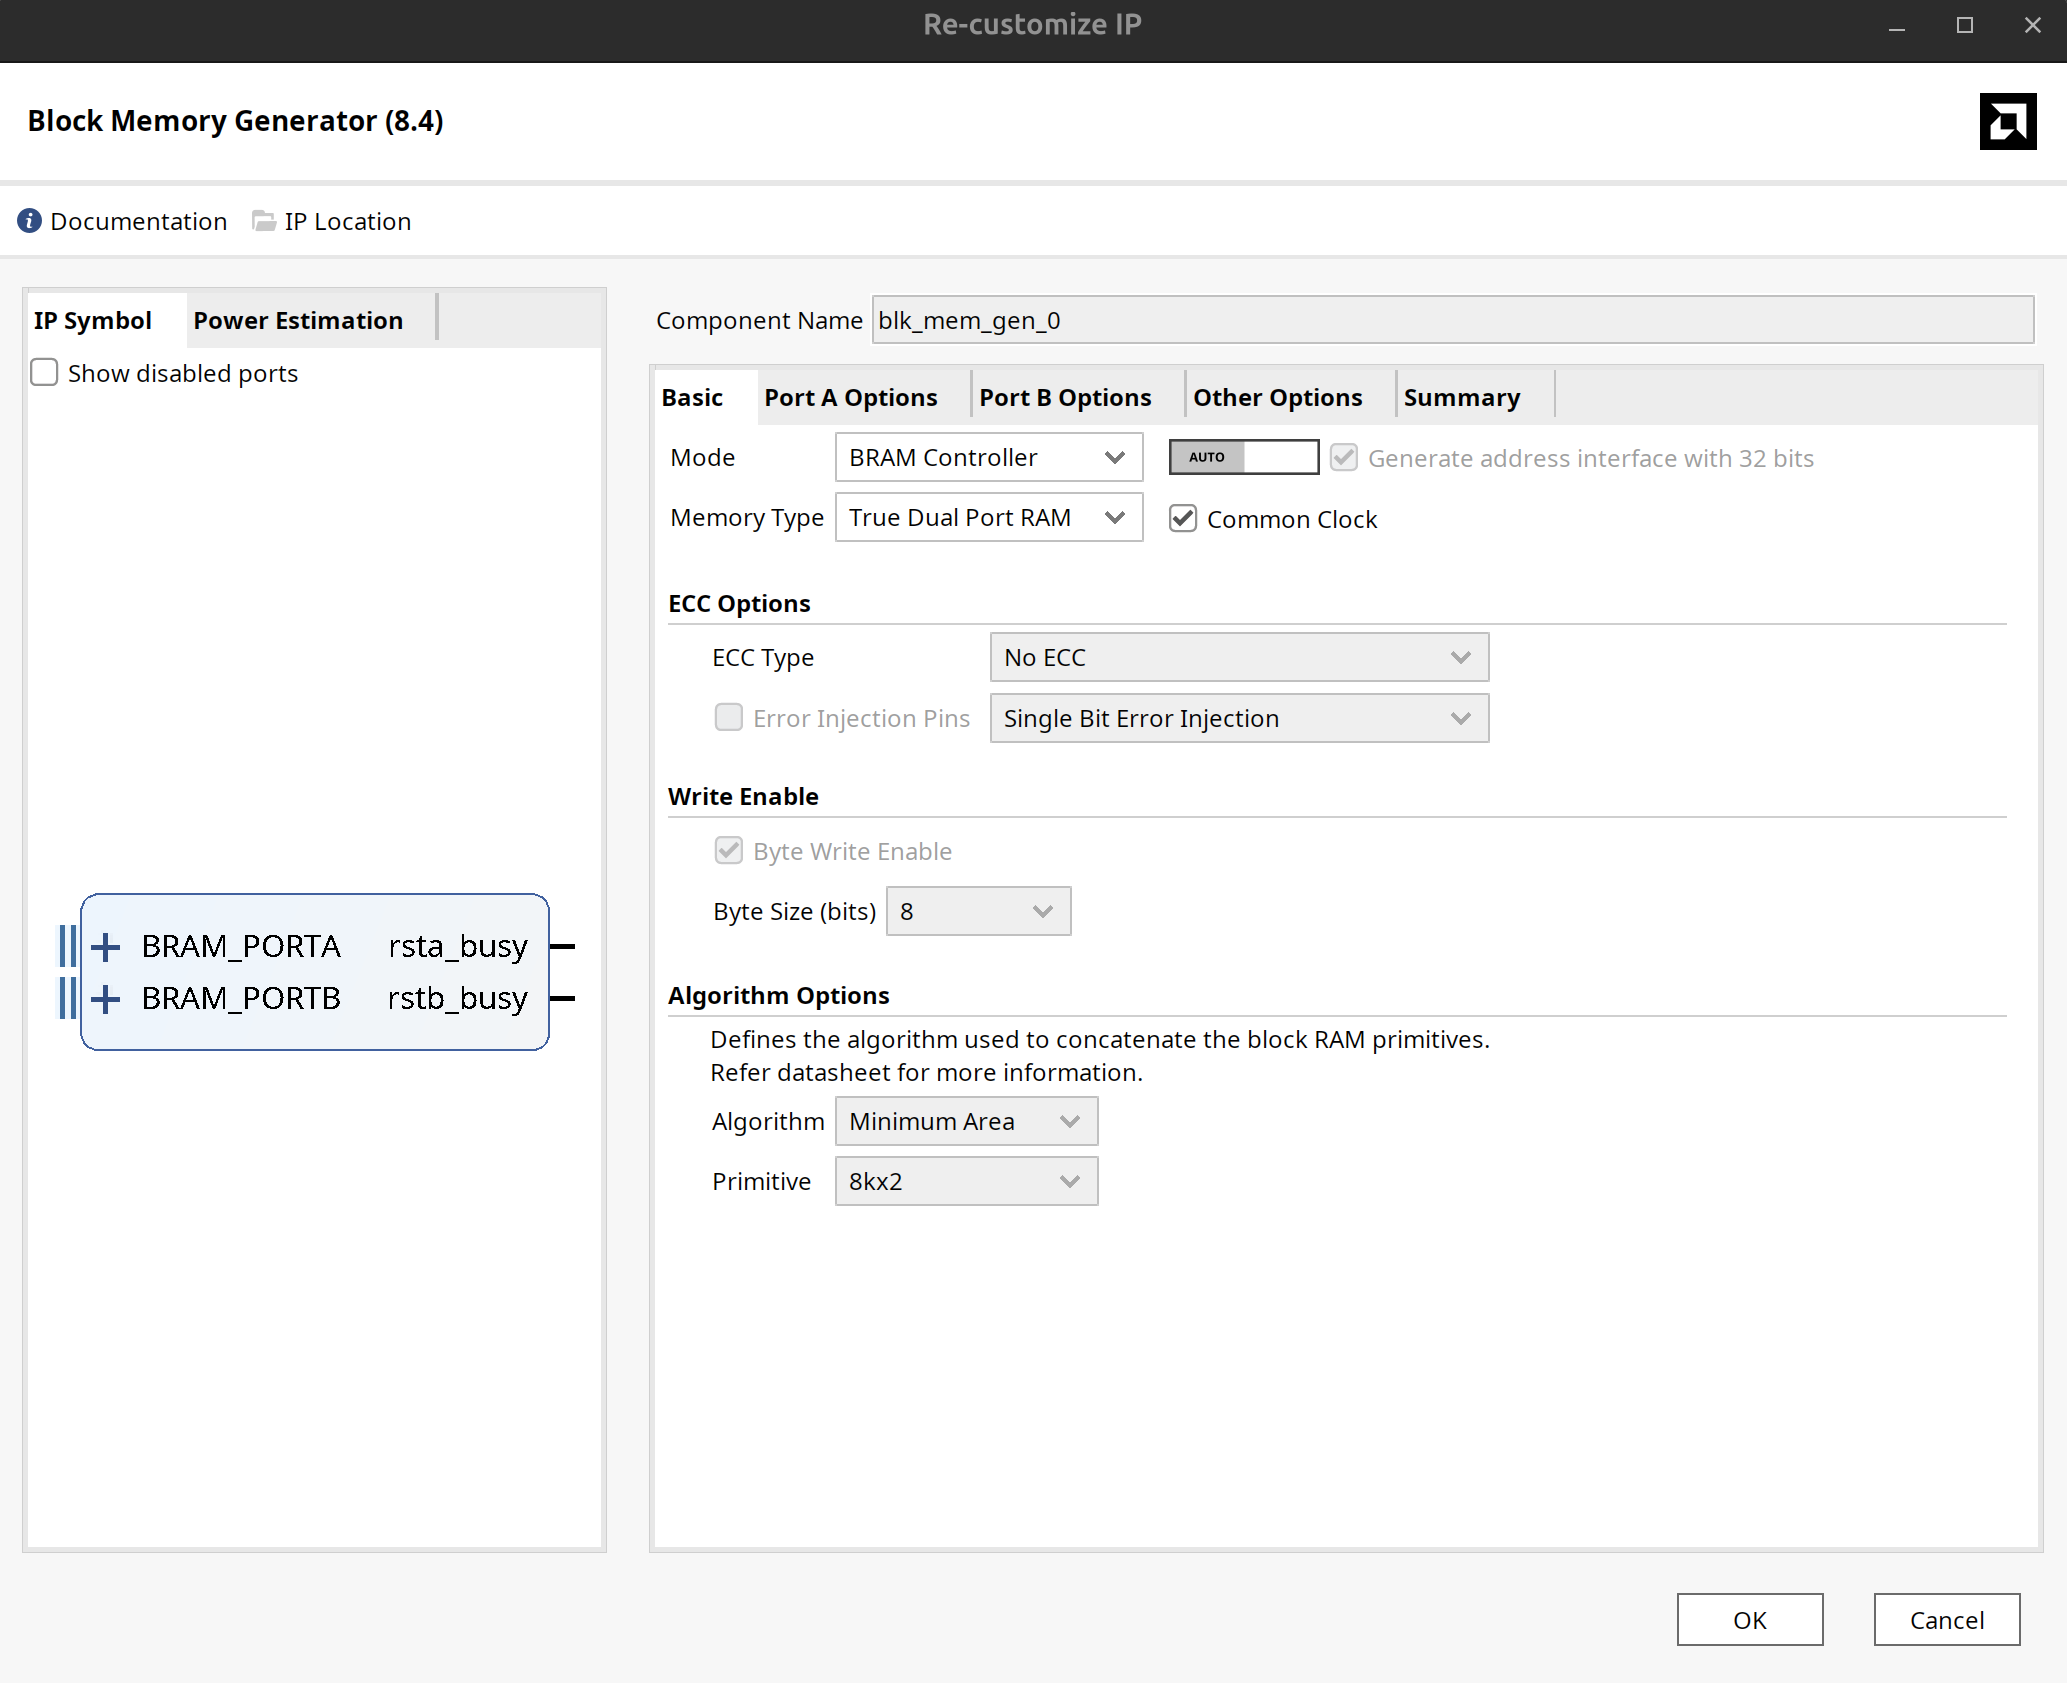 Re-customize IP
Block Memory Generator (8.4)
Documentation IP Location
IP Symbol Power Estimation
Show disabled ports
BRAM_PORTA rsta_busy
BRAM_PORTB rstb_busy
Component Name blk_mem_gen_0
Basic Port A Options Port B Options Other Options Summary
Mode BRAM Controller AUTO Generate address interface with 32 bits
Memory Type True Dual Port RAM Common Clock
ECC Options
ECC Type No ECC
Error Injection Pins Single Bit Error Injection
Write Enable
Byte Write Enable
Byte Size (bits) 8
Algorithm Options
Defines the algorithm used to concatenate the block RAM primitives.
Refer datasheet for more information.
Algorithm Minimum Area
Primitive 8kx2
OK Cancel